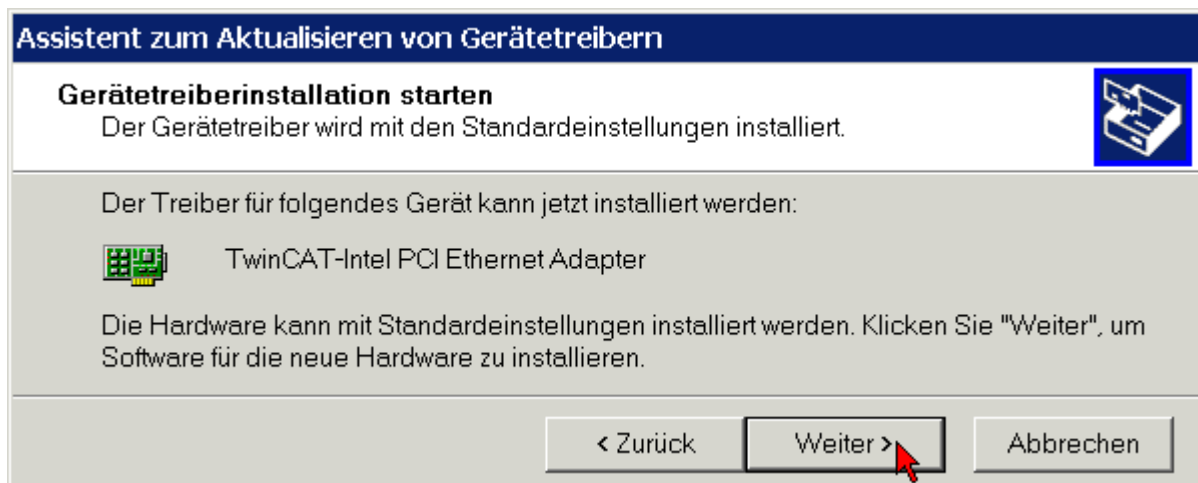 Assistent zum Aktualisieren von Gerätetreibern
Gerätetreiberinstallation starten
Der Gerätetreiber wird mit den Standardeinstellungen installiert.
Der Treiber für folgendes Gerät kann jetzt installiert werden:
TwinCAT-Intel PCI Ethernet Adapter
Die Hardware kann mit Standardeinstellungen installiert werden. Klicken Sie "Weiter", um
Software für die neue Hardware zu installieren.
< Zurück Weiter > Abbrechen